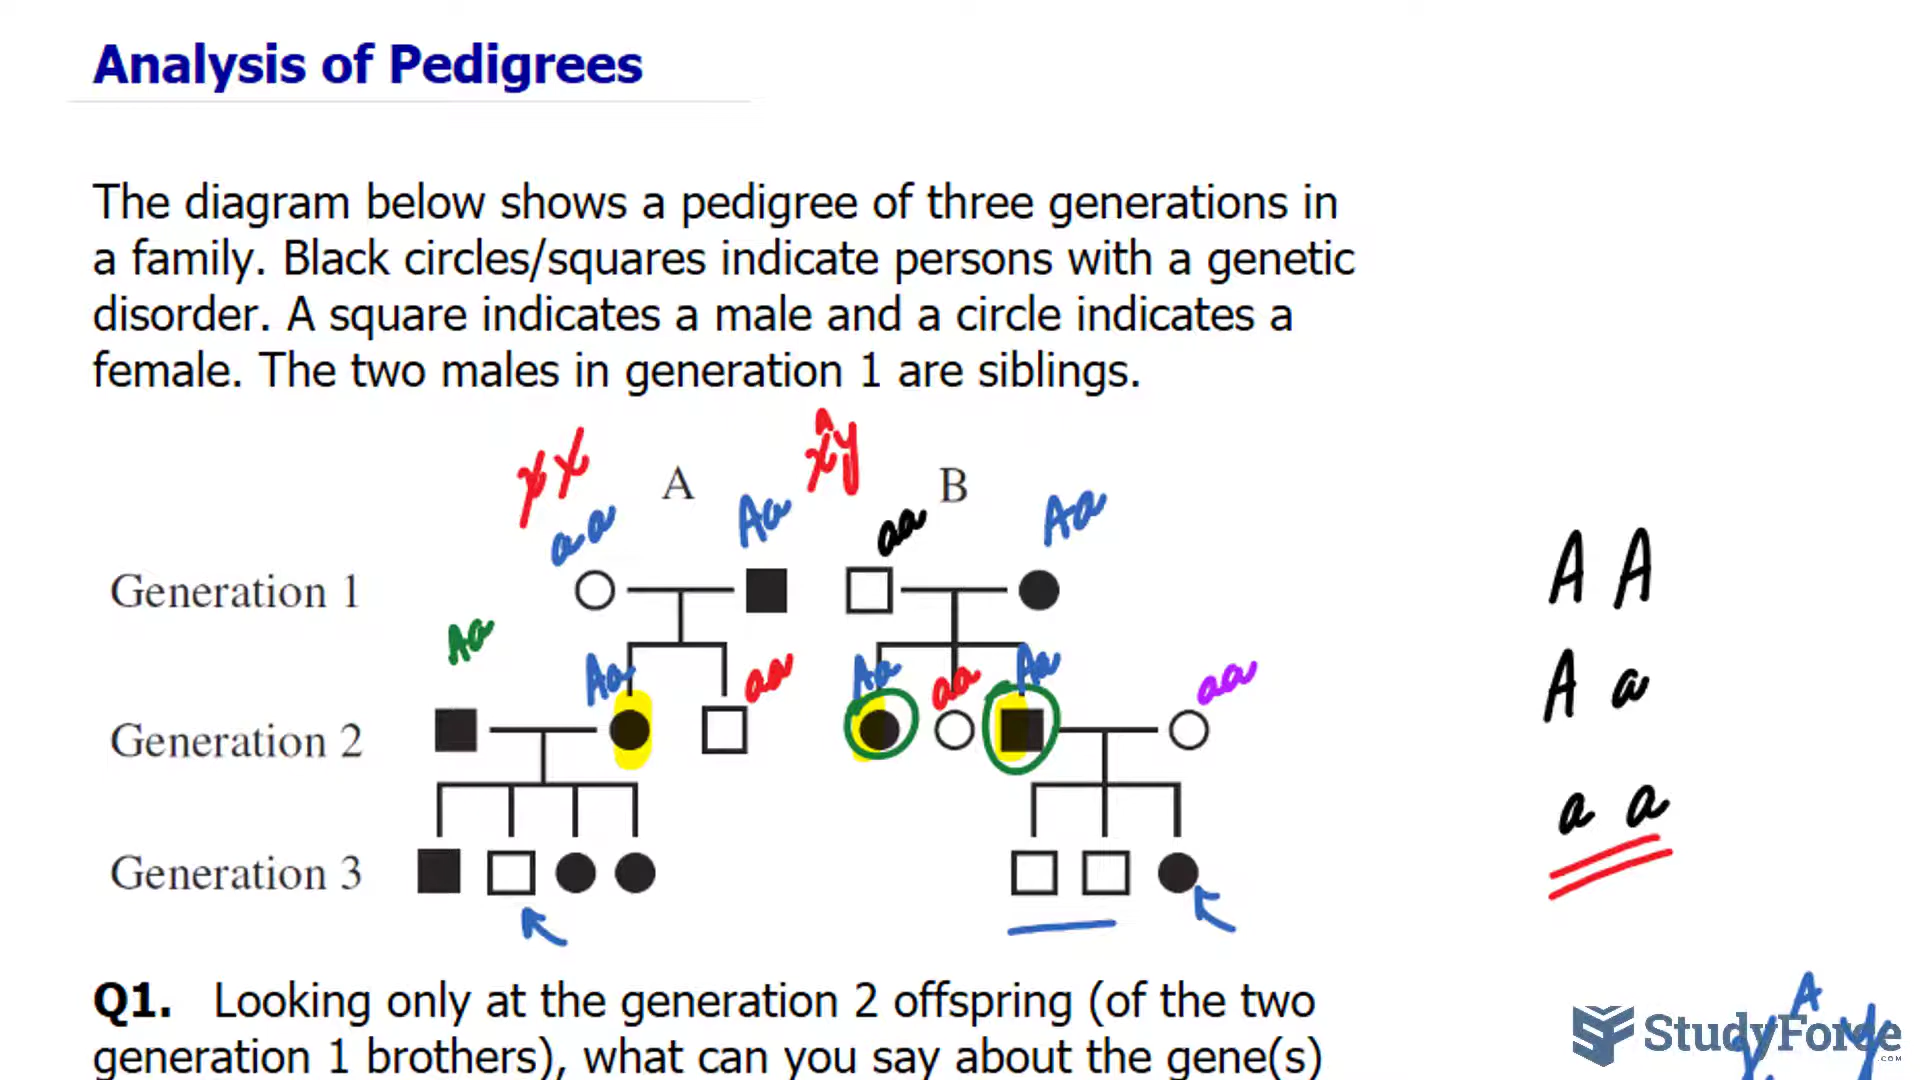 Analysis of Pedigrees
The diagram below shows a pedigree of three generations in
a family. Black circles/squares indicate persons with a genetic
disorder. A square indicates a male and a circle indicates a
female. The two males in generation 1 are siblings.
xx A x^A y B
aa Aa aa Aa
A A
Generation 1
Aa
Aa aa Aa aa Aa aa
A a
Generation 2
a a
Generation 3
Q1. Looking only at the generation 2 offspring (of the two
generation 1 brothers), what can you say about the gene(s)
A
X Y
StudyForce
.COM